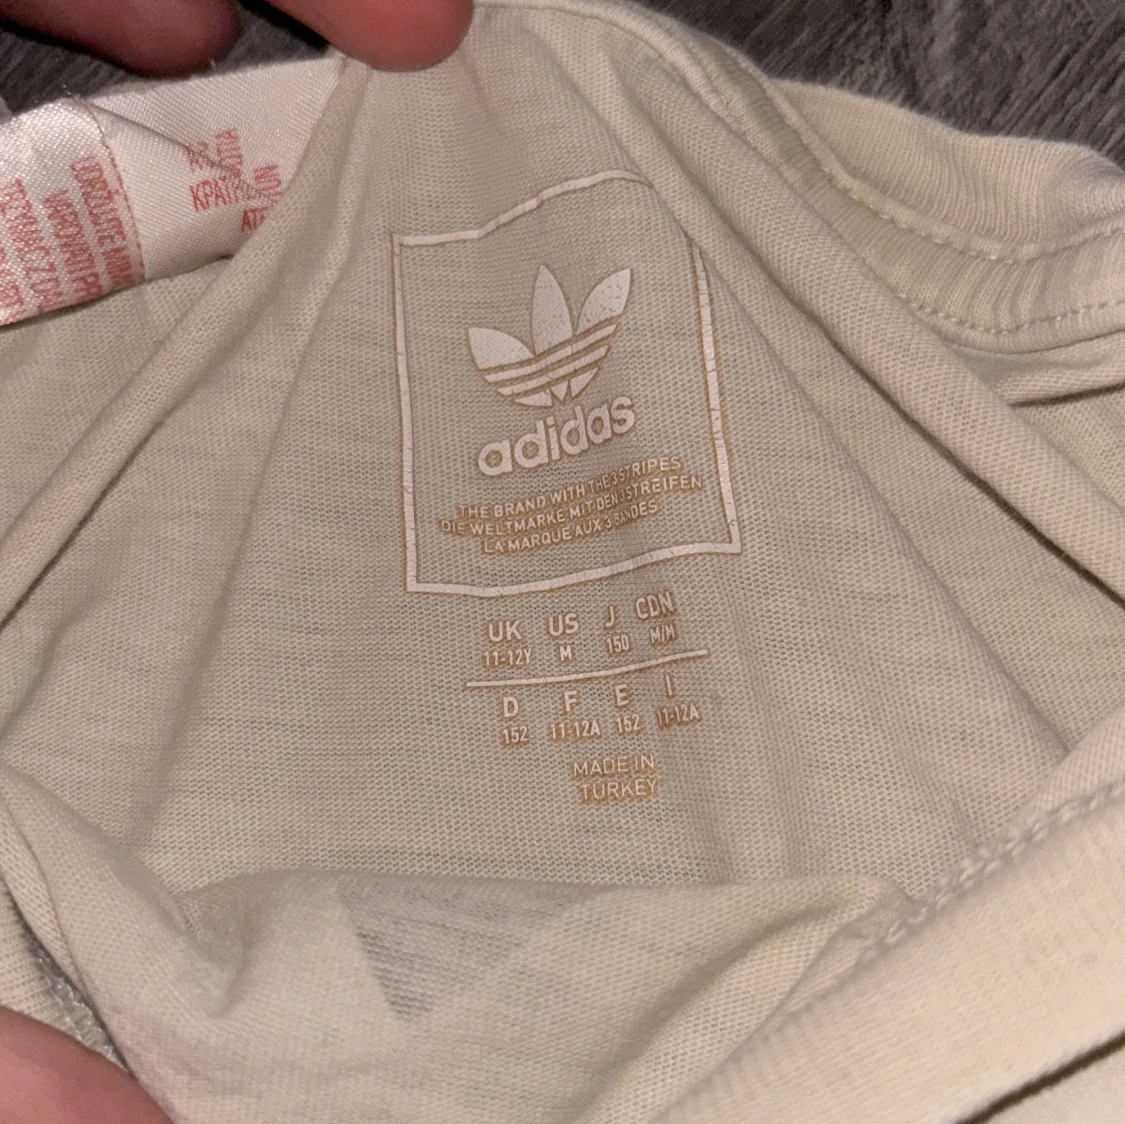 adidas
THE BRAND WITH THE 3 STRIPES
DIE WELTMARKE MIT DEN 3 STREIFEN
LA MARQUE AUX 3 BANDES
UK US J CDN
11-12Y M 150 M/M
D F E I
152 11-12A 152 11-12A
MADE IN
TURKEY